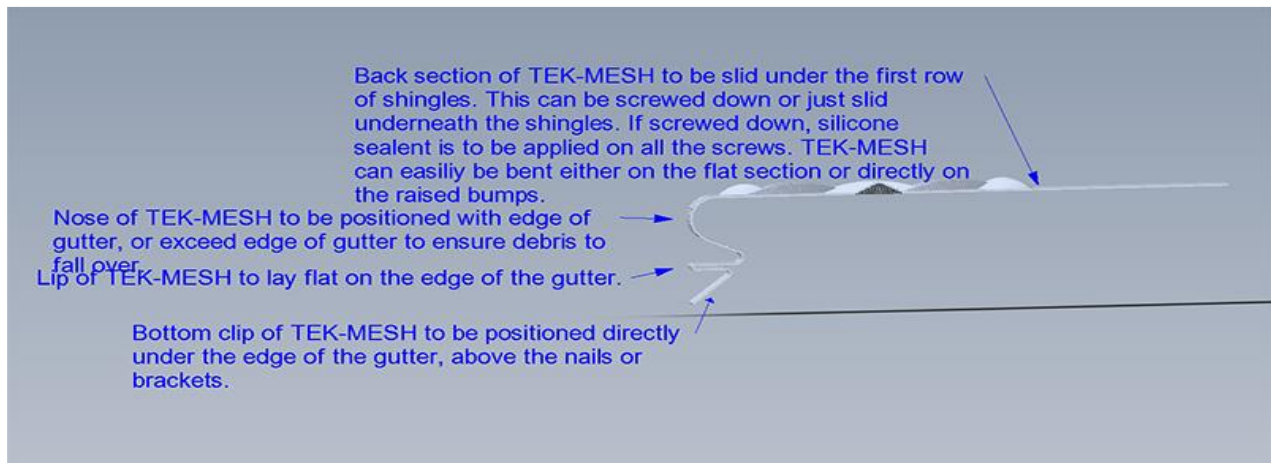 Back section of TEK-MESH to be slid under the first row
of shingles. This can be screwed down or just slid
underneath the shingles. If screwed down, silicone
sealent is to be applied on all the screws. TEK-MESH
can easiliy be bent either on the flat section or directly on
the raised bumps.
Nose of TEK-MESH to be positioned with edge of
gutter, or exceed edge of gutter to ensure debris to
fall over.
Lip of TEK-MESH to lay flat on the edge of the gutter.
Bottom clip of TEK-MESH to be positioned directly
under the edge of the gutter, above the nails or
brackets.